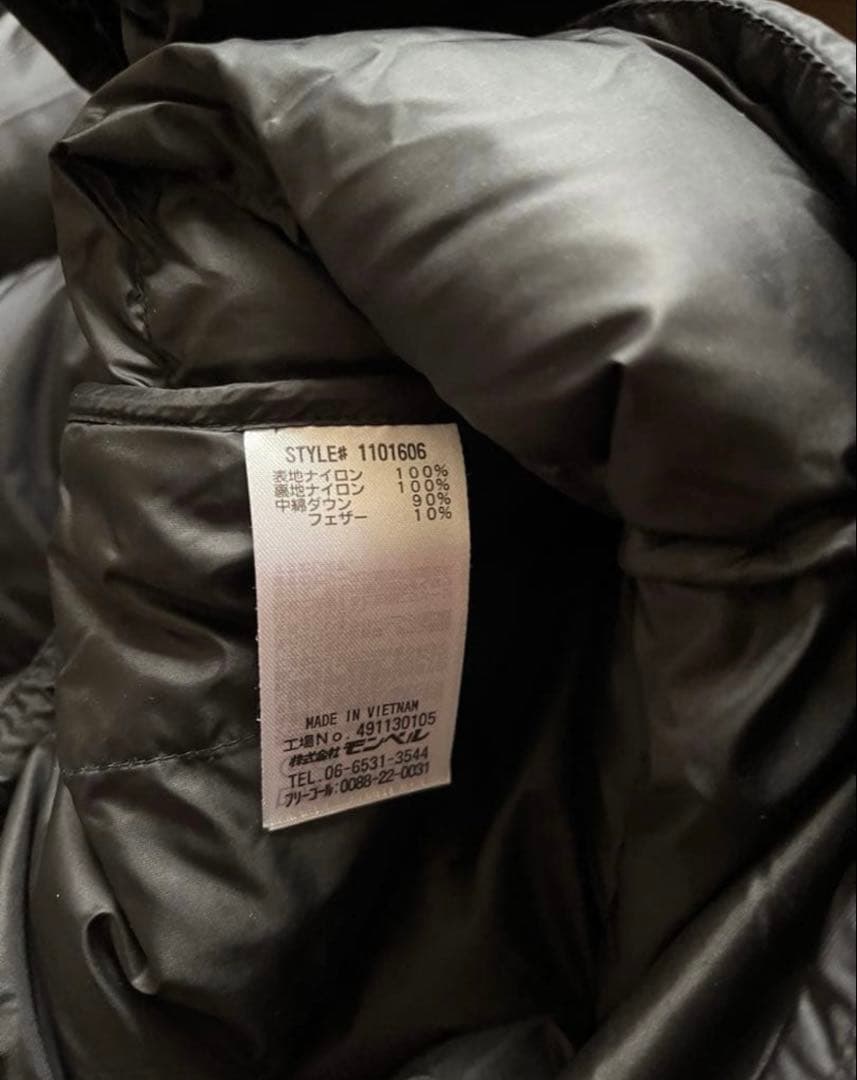 STYLE# 1101606
表地ナイロン 100%
裏地ナイロン 100%
中綿ダウン 90%
フェザー 10%
MADE IN VIETNAM
工場No. 491130105
株式会社 モンベル
TEL.06-6531-3544
フリーコール:0088-22-0031